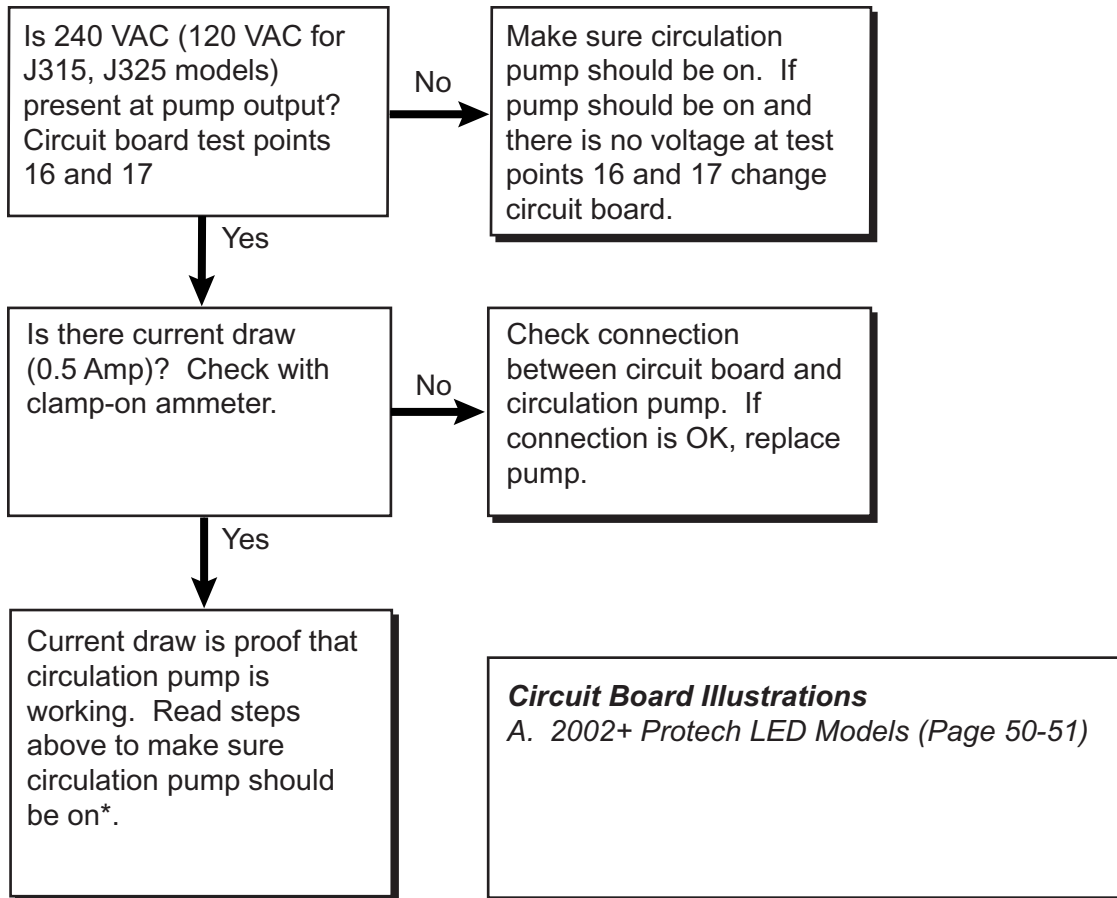 Is 240 VAC (120 VAC for
J315, J325 models)
present at pump output?
Circuit board test points
16 and 17
No
Make sure circulation
pump should be on.  If
pump should be on and
there is no voltage at test
points 16 and 17 change
circuit board.
Yes
Is there current draw
(0.5 Amp)?  Check with
clamp-on ammeter.
No
Check connection
between circuit board and
circulation pump.  If
connection is OK, replace
pump.
Yes
Current draw is proof that
circulation pump is
working.  Read steps
above to make sure
circulation pump should
be on*.
Circuit Board Illustrations
A.  2002+ Protech LED Models (Page 50-51)